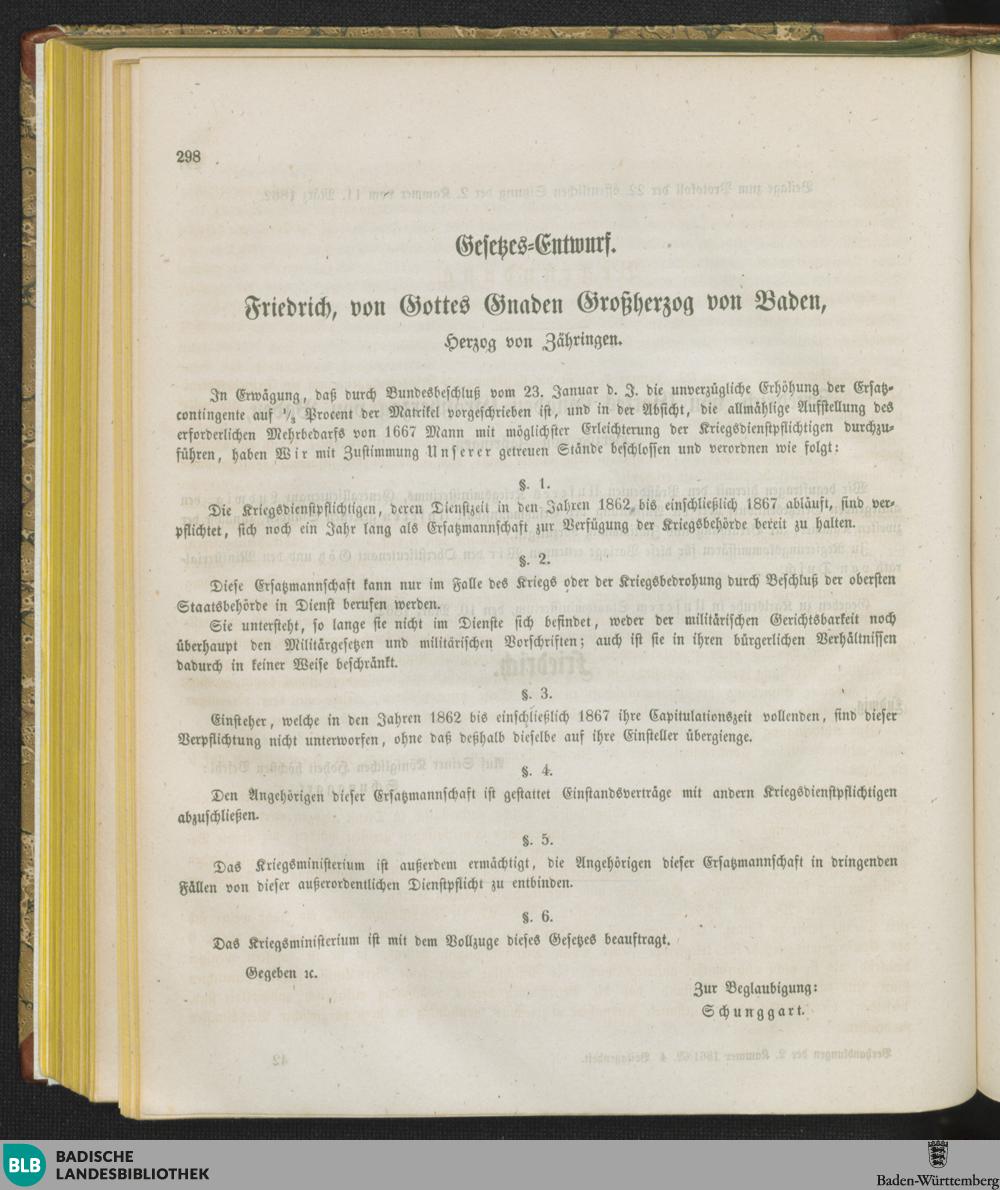 298
Gesetzes-Entwurf.
Friedrich, von Gottes Gnaden Großherzog von Baden,
Herzog von Zähringen.
In Erwägung, daß durch Bundesbeschluß vom 23. Januar d. J. die unverzügliche Erhöhung der Ersatz-
contingente auf ⅓ Procent der Matrikel vorgeschrieben ist, und in der Absicht, die allmählige Aufstellung des
erforderlichen Mehrbedarfs von 1667 Mann mit möglichster Erleichterung der Kriegsdienstpflichtigen durchzu-
führen, haben Wir mit Zustimmung Unserer getreuen Stände beschlossen und verordnen wie folgt:
§. 1.
Die Kriegsdienstpflichtigen, deren Dienstzeit in den Jahren 1862 bis einschließlich 1867 abläuft, sind ver-
pflichtet, sich noch ein Jahr lang als Ersatzmannschaft zur Verfügung der Kriegsbehörde bereit zu halten.
§. 2.
Diese Ersatzmannschaft kann nur im Falle des Kriegs oder der Kriegsbedrohung durch Beschluß der obersten
Staatsbehörde in Dienst berufen werden.
Sie untersteht, so lange sie nicht im Dienste sich befindet, weder der militärischen Gerichtsbarkeit noch
überhaupt den Militärgesetzen und militärischen Vorschriften; auch ist sie in ihren bürgerlichen Verhältnissen
dadurch in keiner Weise beschränkt.
§. 3.
Einsteher, welche in den Jahren 1862 bis einschließlich 1867 ihre Capitulationszeit vollenden, sind dieser
Verpflichtung nicht unterworfen, ohne daß deßhalb dieselbe auf ihre Einsteller übergienge.
§. 4.
Den Angehörigen dieser Ersatzmannschaft ist gestattet Einstandsverträge mit andern Kriegsdienstpflichtigen
abzuschließen.
§. 5.
Das Kriegsministerium ist außerdem ermächtigt, die Angehörigen dieser Ersatzmannschaft in dringenden
Fällen von dieser außerordentlichen Dienstpflicht zu entbinden.
§. 6.
Das Kriegsministerium ist mit dem Vollzuge dieses Gesetzes beauftragt.
Gegeben ꝛc.
Zur Beglaubigung:
Schunggart.
BLB
BADISCHE
LANDESBIBLIOTHEK
Baden-Württemberg